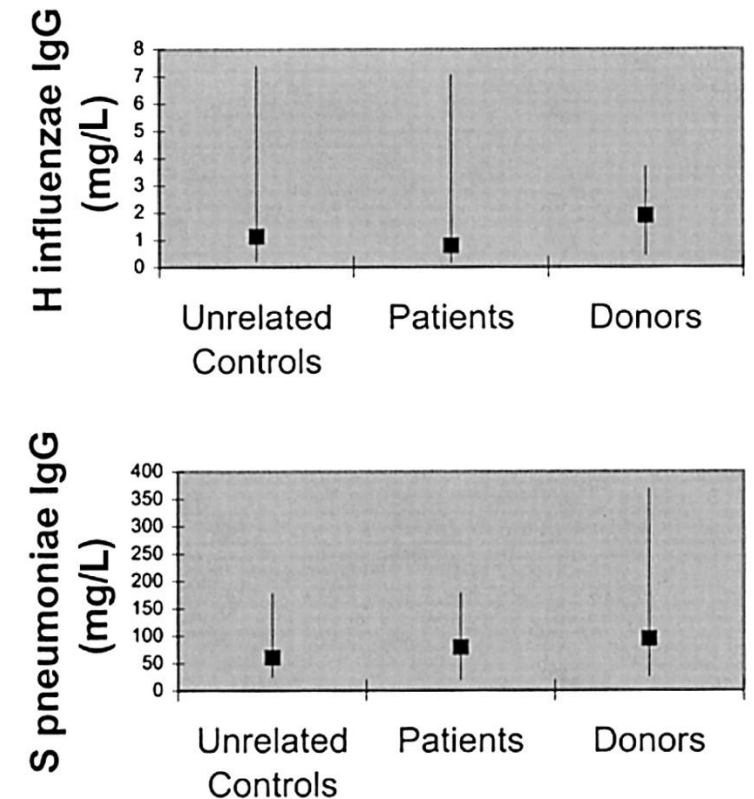 H influenzae IgG
(mg/L)
8
7
6
5
4
3
2
1
0
Unrelated
Controls
Patients
Donors
S pneumoniae IgG
(mg/L)
400
350
300
250
200
150
100
50
0
Unrelated
Controls
Patients
Donors